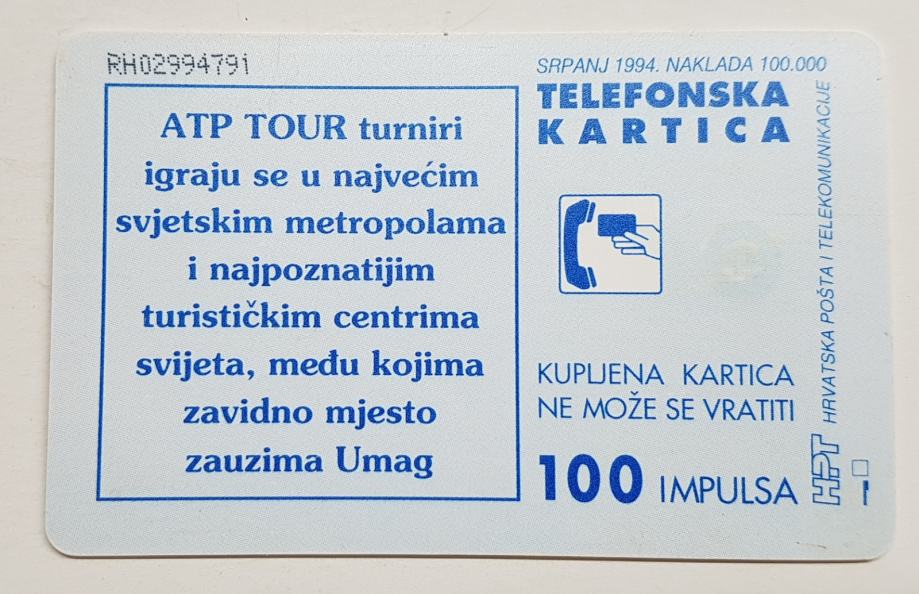 RH02994791
ATP TOUR turniri
igraju se u najvećim
svjetskim metropolama
i najpoznatijim
turističkim centrima
svijeta, među kojima
zavidno mjesto
zauzima Umag
SRPANJ 1994. NAKLADA 100.000
TELEFONSKA
KARTICA
KUPLJENA KARTICA
NE MOŽE SE VRATITI
100 IMPULSA
HPT HRVATSKA POŠTA I TELEKOMUNIKACIJE